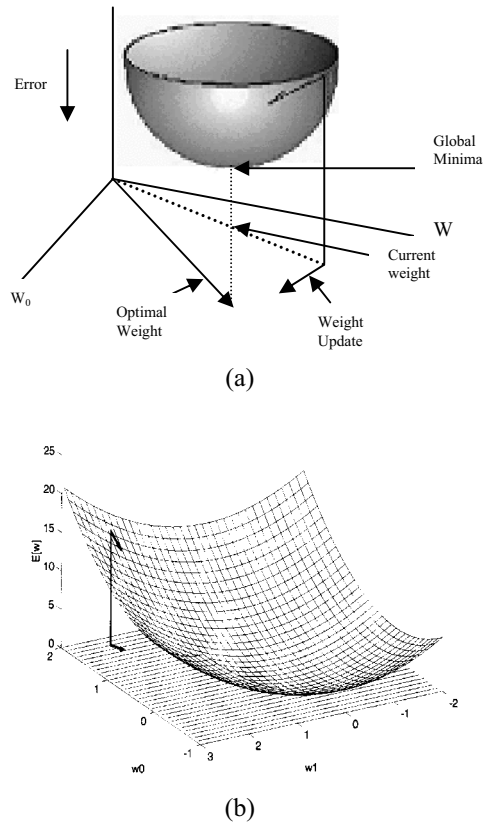 Error
Global
Minima
W
Current
weight
W₀
Optimal
Weight
Weight
Update
(a)
25
20
15
10
5
0
E[w]
2
1
0
-1
w0
3
2
1
0
-1
-2
w1
(b)